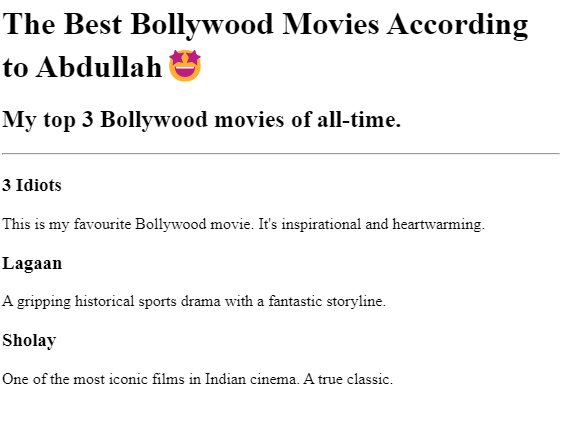 The Best Bollywood Movies According
to Abdullah 🤩
My top 3 Bollywood movies of all-time.
3 Idiots
This is my favourite Bollywood movie. It's inspirational and heartwarming.
Lagaan
A gripping historical sports drama with a fantastic storyline.
Sholay
One of the most iconic films in Indian cinema. A true classic.